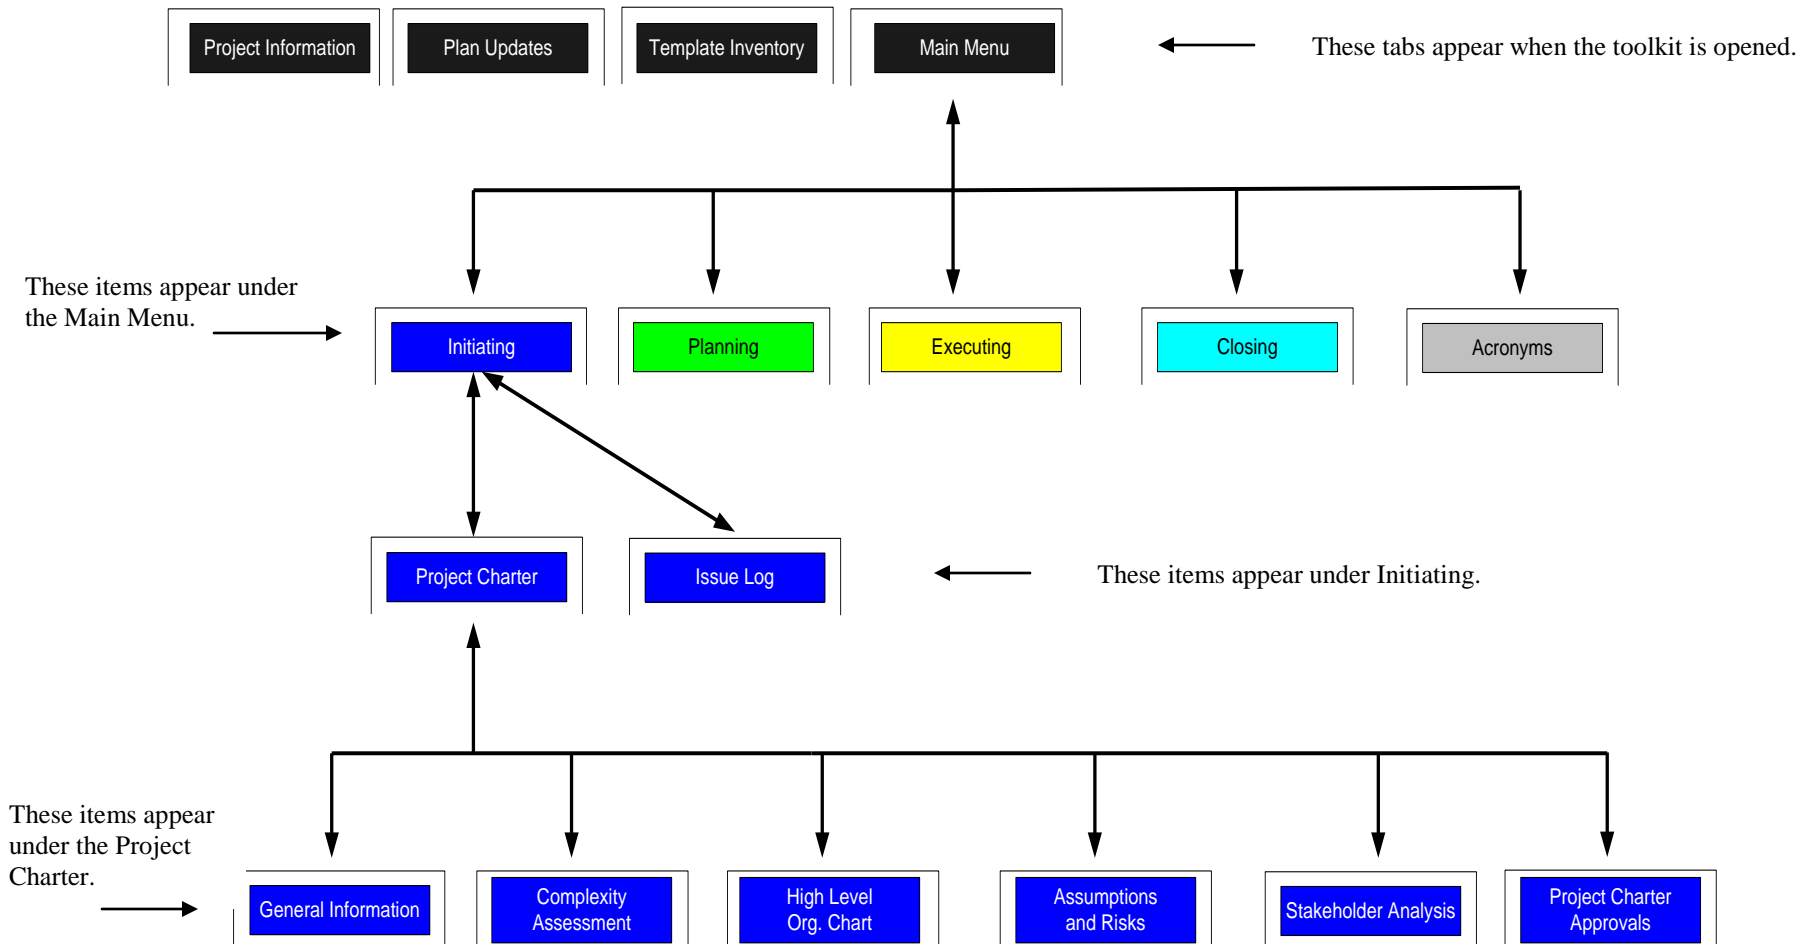 Project Information
Plan Updates
Template Inventory
Main Menu
These tabs appear when the toolkit is opened.
These items appear under
the Main Menu.
Initiating
Planning
Executing
Closing
Acronyms
Project Charter
Issue Log
These items appear under Initiating.
These items appear
under the Project
Charter.
General Information
Complexity
Assessment
High Level
Org. Chart
Assumptions
and Risks
Stakeholder Analysis
Project Charter
Approvals